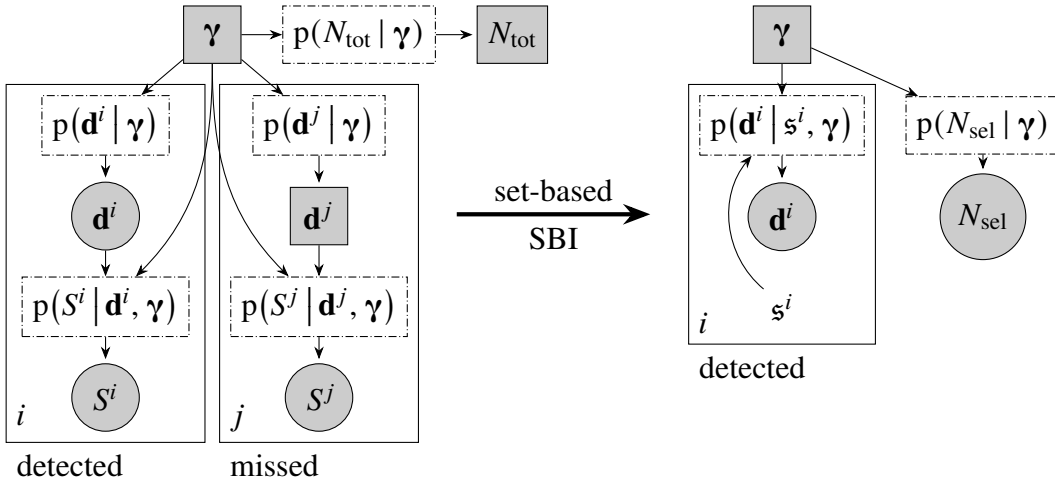 γ p(N_tot | γ) N_tot
p(d^i | γ) p(d^j | γ)
d^i d^j
p(S^i | d^i, γ) p(S^j | d^j, γ)
S^i S^j
i j
detected missed
set-based
SBI
γ
p(d^i | 𝔰^i, γ) p(N_sel | γ)
d^i N_sel
𝔰^i
i
detected